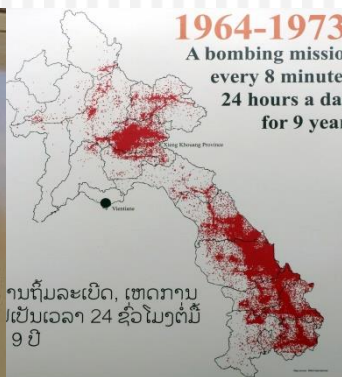 1964-1973
A bombing missio
every 8 minute
24 hours a da
for 9 year
Xieng Khouang Province
Vientiane
ານຖິ້ມລະເບີດ, ເຫດການ
ເປັນເວລາ 24 ຊົ່ວໂມງຕໍ່ມື້
9 ປີ